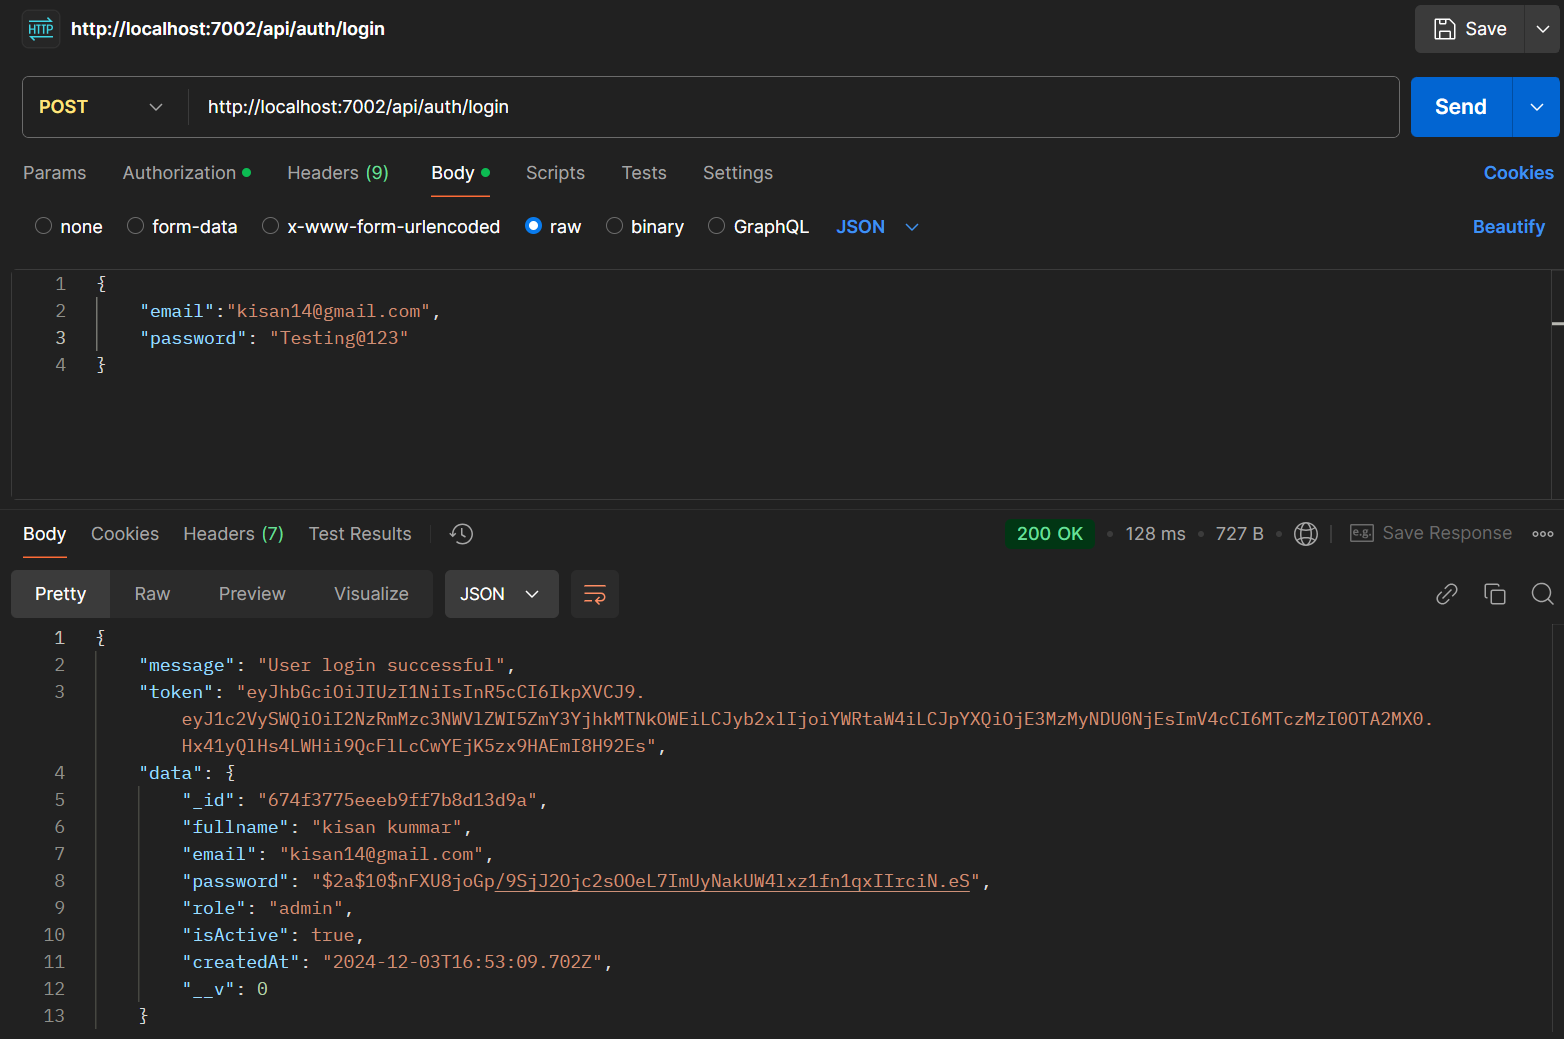 HTTP http://localhost:7002/api/auth/login Save
POST http://localhost:7002/api/auth/login Send
Params Authorization Headers (9) Body Scripts Tests Settings Cookies
none form-data x-www-form-urlencoded raw binary GraphQL JSON Beautify
1 {
2 "email":"kisan14@gmail.com",
3 "password": "Testing@123"
4 }
Body Cookies Headers (7) Test Results 200 OK • 128 ms • 727 B • e.g. Save Response
Pretty Raw Preview Visualize JSON
1 {
2 "message": "User login successful",
3 "token": "eyJhbGciOiJIUzI1NiIsInR5cCI6IkpXVCJ9.
eyJ1c2VySWQiOiI2NzRmMzc3NWVlZWI5ZmY3YjhkMTNkOWEiLCJyb2xlIjoiYWRtaW4iLCJpYXQiOjE3MzMyNDU0NjEsImV4cCI6MTczMzI0OTA2MX0.
Hx41yQlHs4LWHii9QcFlLcCwYEjK5zx9HAEmI8H92Es",
4 "data": {
5 "_id": "674f3775eeeb9ff7b8d13d9a",
6 "fullname": "kisan kummar",
7 "email": "kisan14@gmail.com",
8 "password": "$2a$10$nFXU8joGp/9SjJ2Ojc2sOOeL7ImUyNakUW4lxz1fn1qxIIrciN.eS",
9 "role": "admin",
10 "isActive": true,
11 "createdAt": "2024-12-03T16:53:09.702Z",
12 "__v": 0
13 }